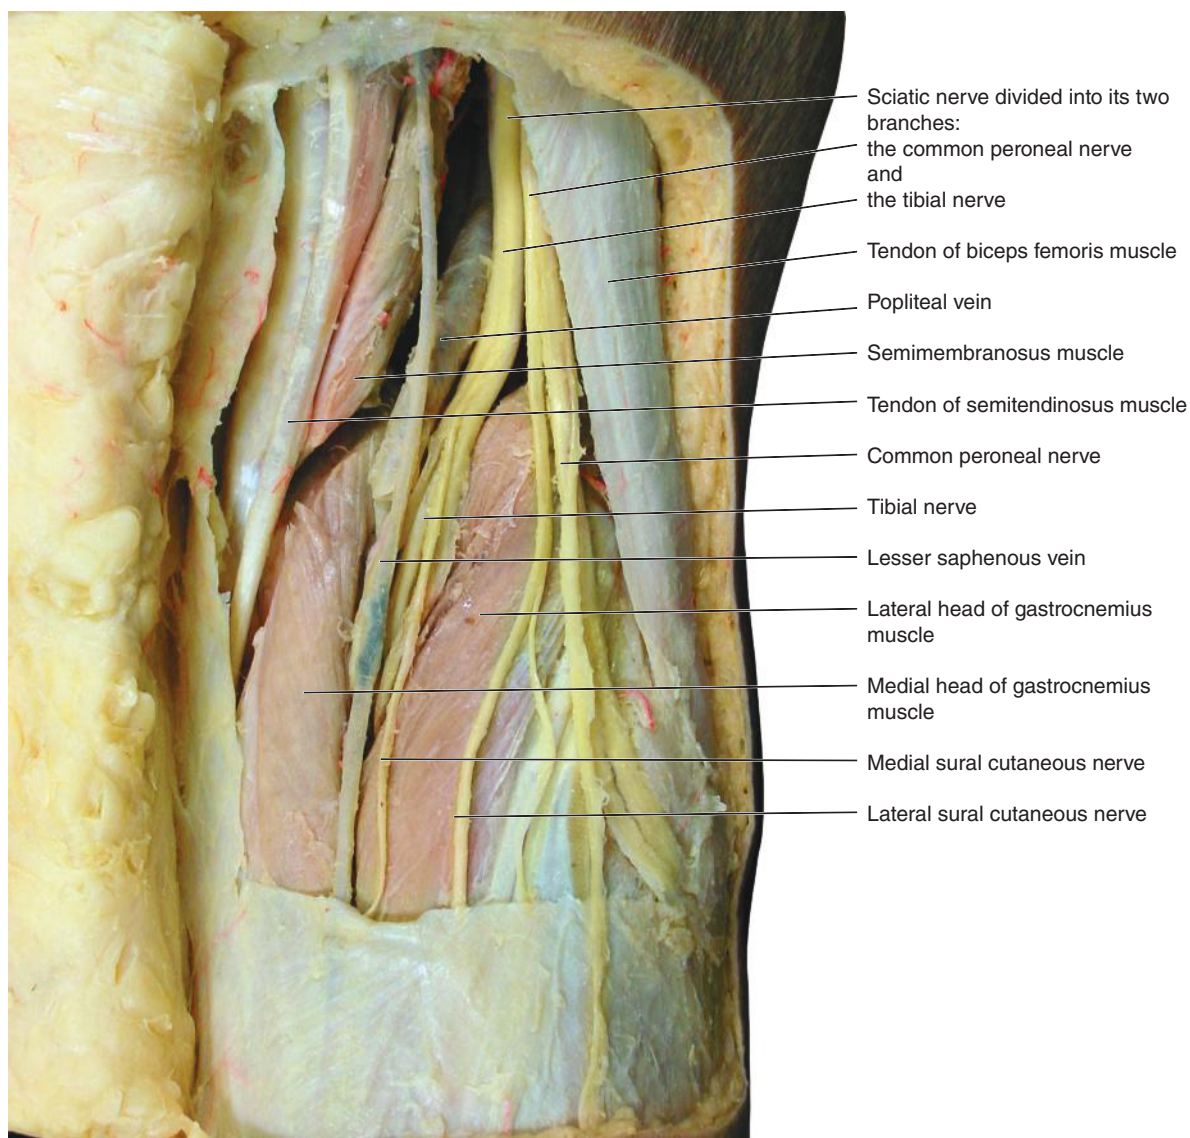 Sciatic nerve divided into its two
branches:
the common peroneal nerve
and
the tibial nerve
Tendon of biceps femoris muscle
Popliteal vein
Semimembranosus muscle
Tendon of semitendinosus muscle
Common peroneal nerve
Tibial nerve
Lesser saphenous vein
Lateral head of gastrocnemius
muscle
Medial head of gastrocnemius
muscle
Medial sural cutaneous nerve
Lateral sural cutaneous nerve